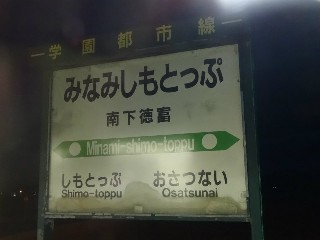 学園都市線
みなみしもとっぷ
南下徳富
Minami-shimo-toppu
しもとっぷ おさつない
Shimo-toppu Osatsunai